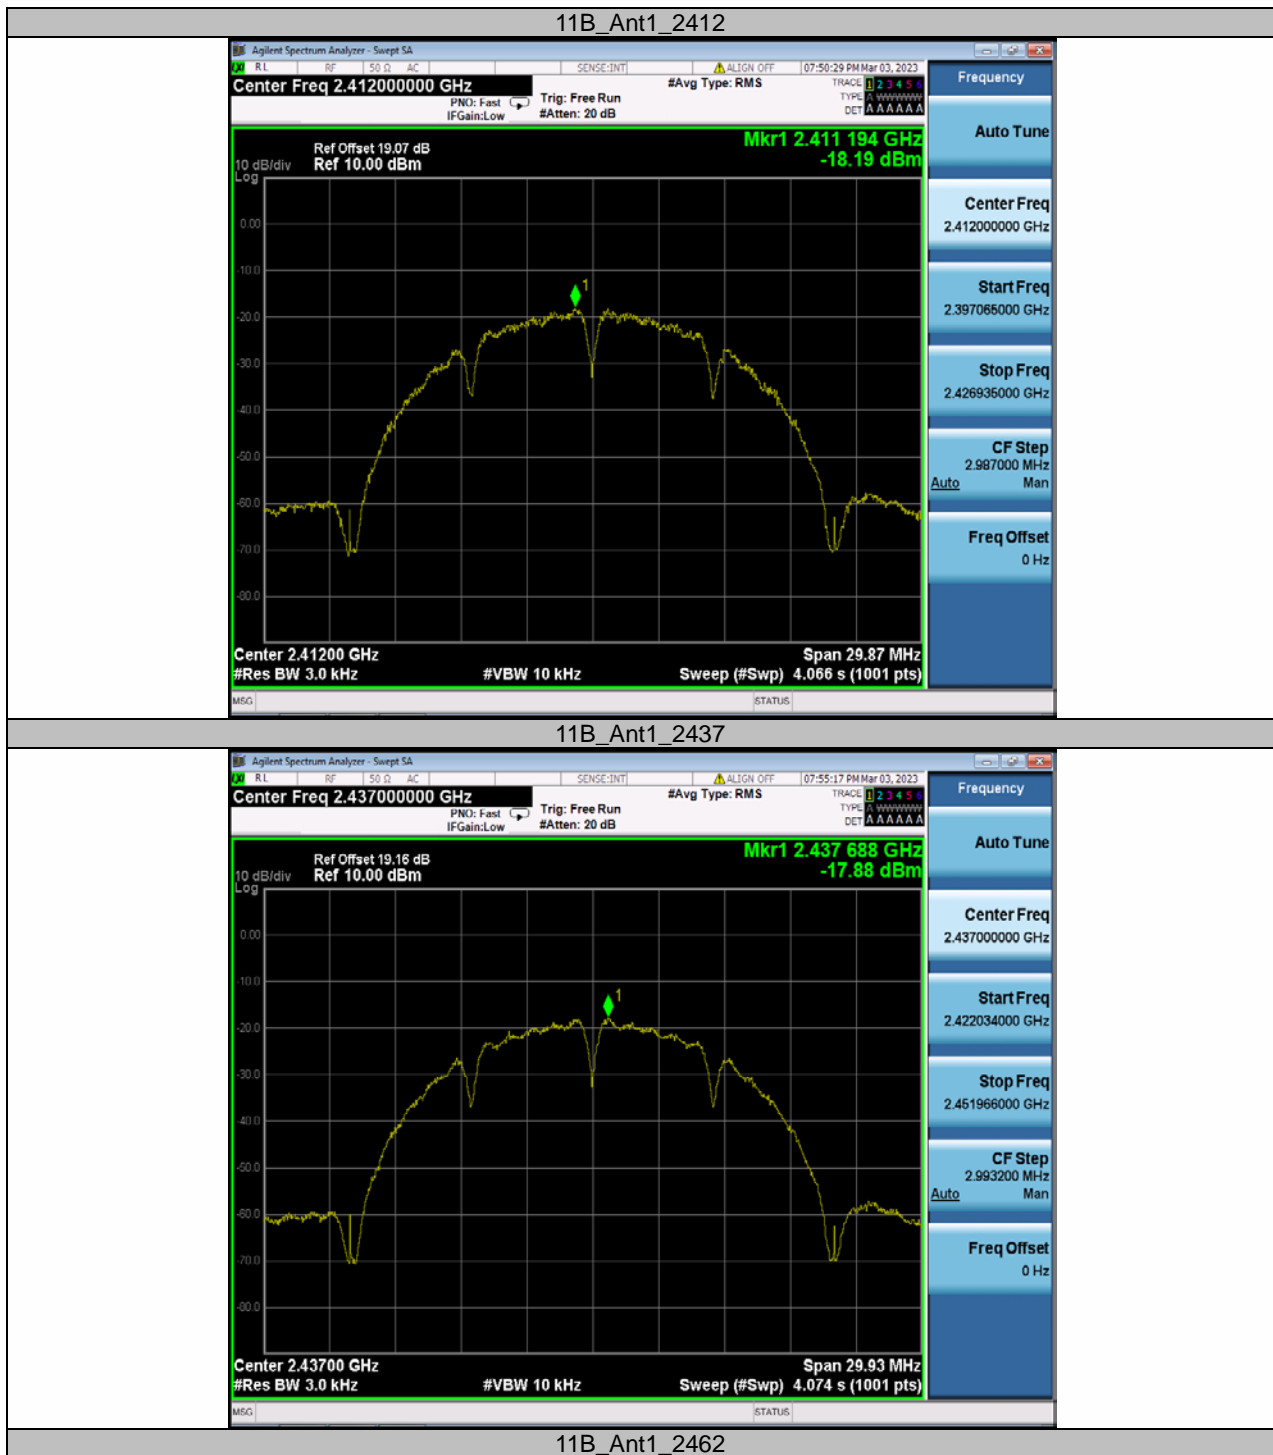 11B_Ant1_2412
Agilent Spectrum Analyzer - Swept SA
RL RF 50 Ω AC SENSE:INT ALIGN OFF 07:50:29 PM Mar 03, 2023
Center Freq 2.412000000 GHz
PNO: Fast
IFGain:Low
Trig: Free Run
#Atten: 20 dB
#Avg Type: RMS
TRACE 1 2 3 4 5 6
TYPE A WWWWW
DET A A A A A A
Ref Offset 19.07 dB
10 dB/div Ref 10.00 dBm
Log
Mkr1 2.411 194 GHz
-18.19 dBm
0.00
-10.0
1
-20.0
-30.0
-40.0
-50.0
-60.0
-70.0
-80.0
Center 2.41200 GHz Span 29.87 MHz
#Res BW 3.0 kHz #VBW 10 kHz Sweep (#Swp) 4.066 s (1001 pts)
MSG STATUS
Frequency
Auto Tune
Center Freq
2.412000000 GHz
Start Freq
2.397065000 GHz
Stop Freq
2.426935000 GHz
CF Step
2.987000 MHz
Auto Man
Freq Offset
0 Hz
11B_Ant1_2437
Agilent Spectrum Analyzer - Swept SA
RL RF 50 Ω AC SENSE:INT ALIGN OFF 07:55:17 PM Mar 03, 2023
Center Freq 2.437000000 GHz
PNO: Fast
IFGain:Low
Trig: Free Run
#Atten: 20 dB
#Avg Type: RMS
TRACE 1 2 3 4 5 6
TYPE A WWWWW
DET A A A A A A
Ref Offset 19.16 dB
10 dB/div Ref 10.00 dBm
Log
Mkr1 2.437 688 GHz
-17.88 dBm
0.00
-10.0
1
-20.0
-30.0
-40.0
-50.0
-60.0
-70.0
-80.0
Center 2.43700 GHz Span 29.93 MHz
#Res BW 3.0 kHz #VBW 10 kHz Sweep (#Swp) 4.074 s (1001 pts)
MSG STATUS
Frequency
Auto Tune
Center Freq
2.437000000 GHz
Start Freq
2.422034000 GHz
Stop Freq
2.451966000 GHz
CF Step
2.993200 MHz
Auto Man
Freq Offset
0 Hz
11B_Ant1_2462